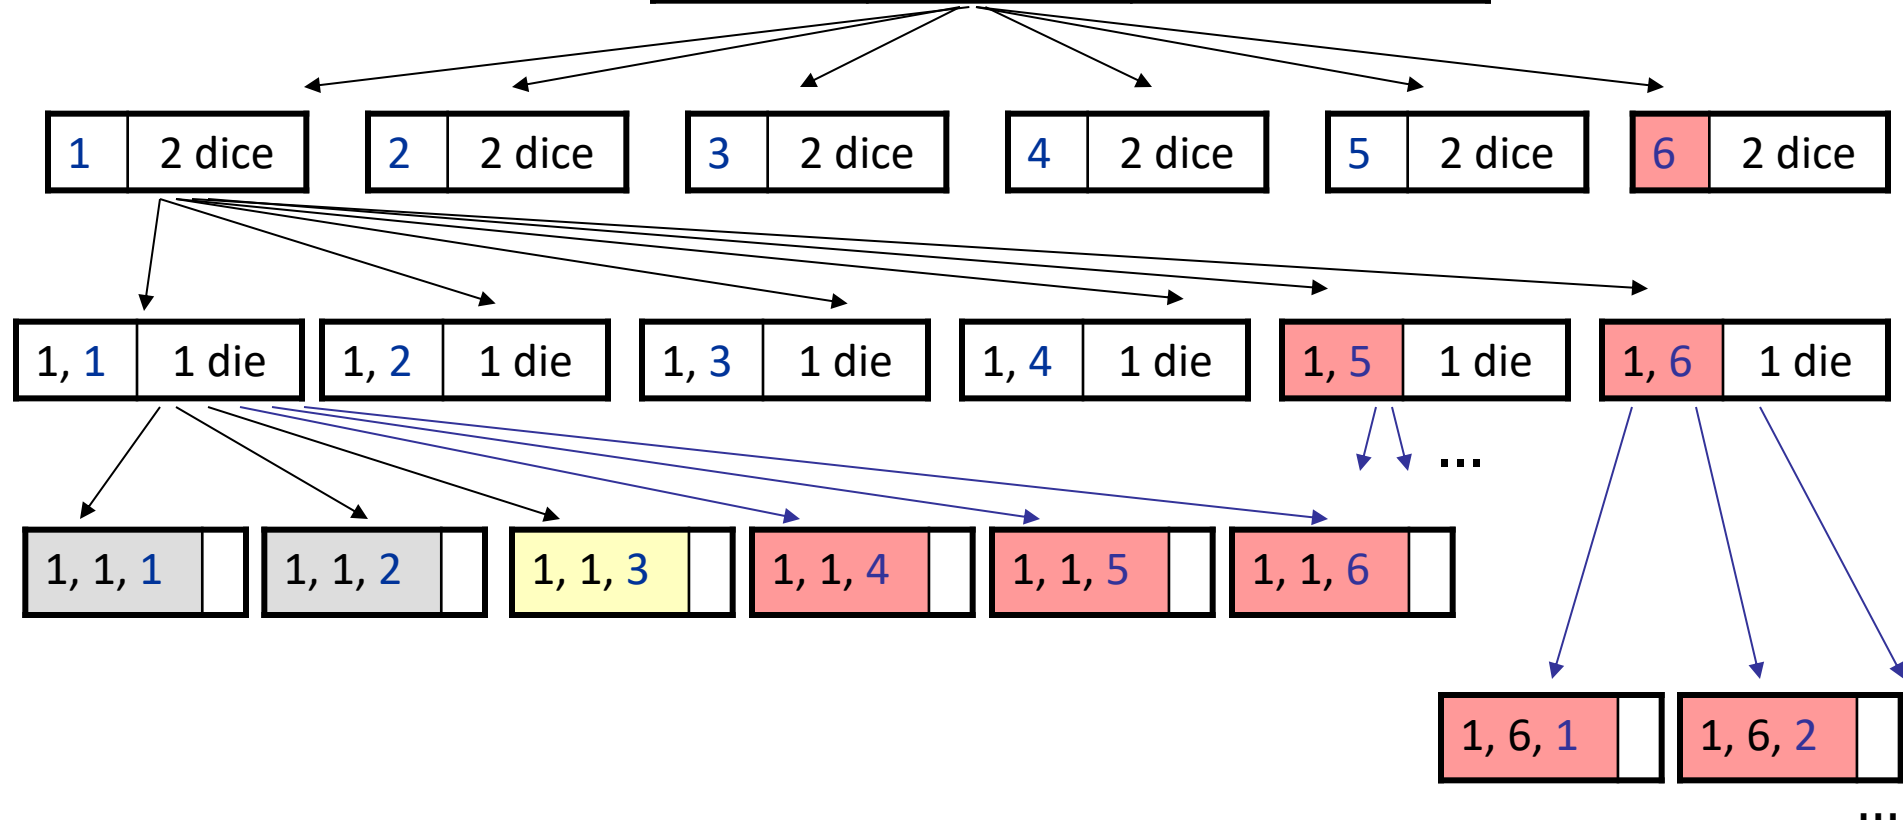 1 2 dice 2 2 dice 3 2 dice 4 2 dice 5 2 dice 6 2 dice
1, 1 1 die 1, 2 1 die 1, 3 1 die 1, 4 1 die 1, 5 1 die 1, 6 1 die
...
1, 1, 1 1, 1, 2 1, 1, 3 1, 1, 4 1, 1, 5 1, 1, 6
1, 6, 1 1, 6, 2
...